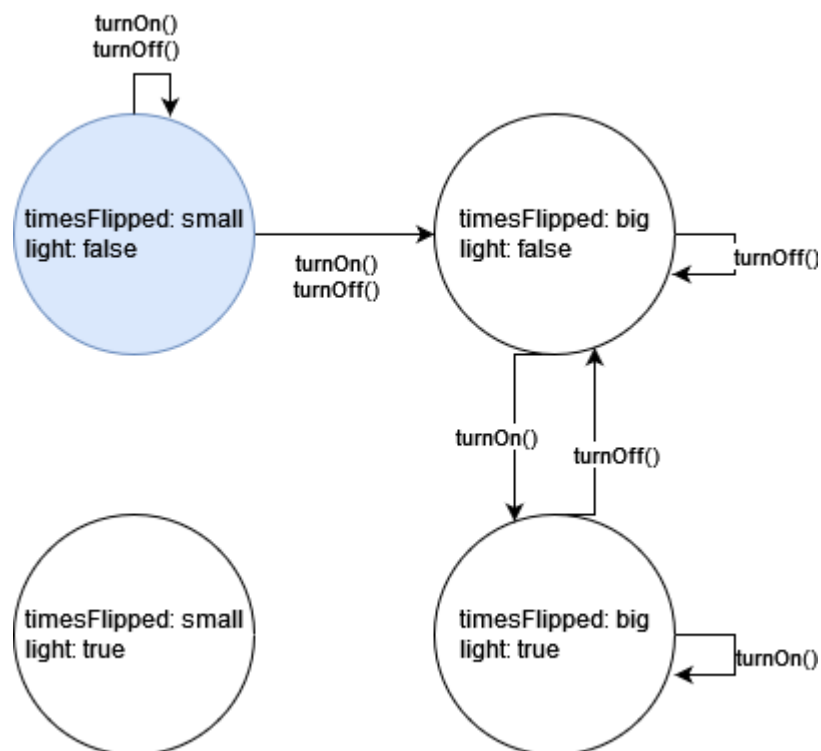 turnOn()
turnOff()
timesFlipped: small
light: false
turnOn()
turnOff()
timesFlipped: big
light: false
turnOff()
turnOn()
turnOff()
timesFlipped: small
light: true
timesFlipped: big
light: true
turnOn()